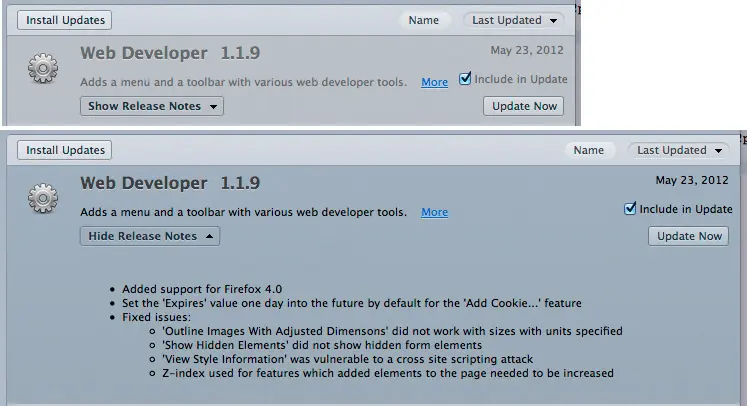 Install Updates Name Last Updated
Web Developer 1.1.9 May 23, 2012
Adds a menu and a toolbar with various web developer tools. More Include in Update
Show Release Notes Update Now
Install Updates Name Last Updated
Web Developer 1.1.9 May 23, 2012
Adds a menu and a toolbar with various web developer tools. More Include in Update
Hide Release Notes Update Now
• Added support for Firefox 4.0
• Set the 'Expires' value one day into the future by default for the 'Add Cookie...' feature
• Fixed issues:
◦ 'Outline Images With Adjusted Dimensons' did not work with sizes with units specified
◦ 'Show Hidden Elements' did not show hidden form elements
◦ 'View Style Information' was vulnerable to a cross site scripting attack
◦ Z-index used for features which added elements to the page needed to be increased